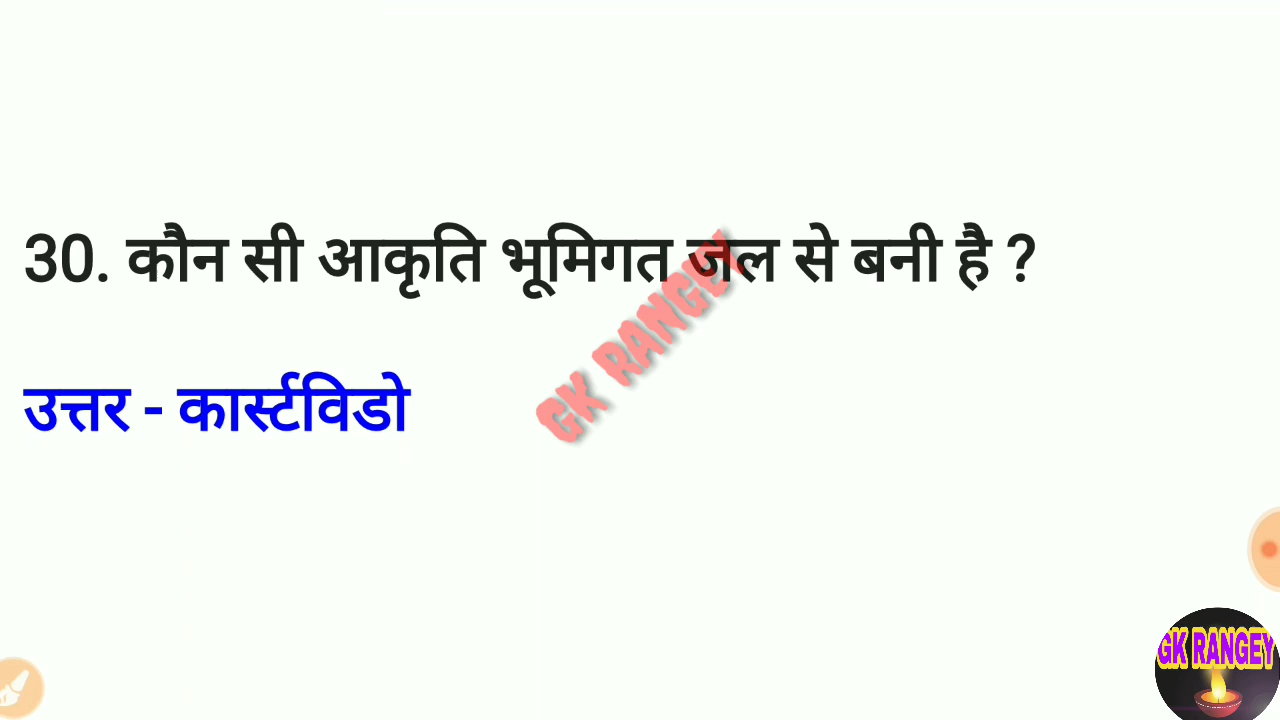 30. कौन सी आकृति भूमिगत जल से बनी है ?
GK RANGEY
उत्तर - कार्स्टविडो
GK RANGEY